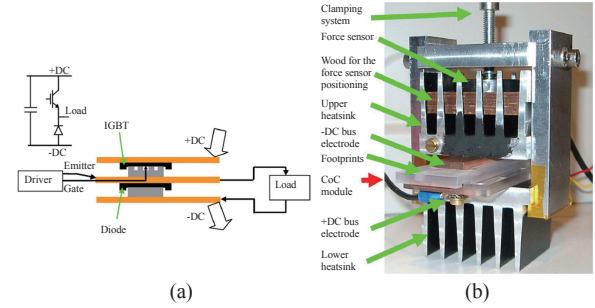 +DC
Load
-DC
IGBT
+DC
Emitter
Driver
Gate
Load
Diode
-DC
(a)
Clamping
system
Force sensor
Wood for the
force sensor
positioning
Upper
heatsink
-DC bus
electrode
Footprints
CoC
module
+DC bus
electrode
Lower
heatsink
(b)